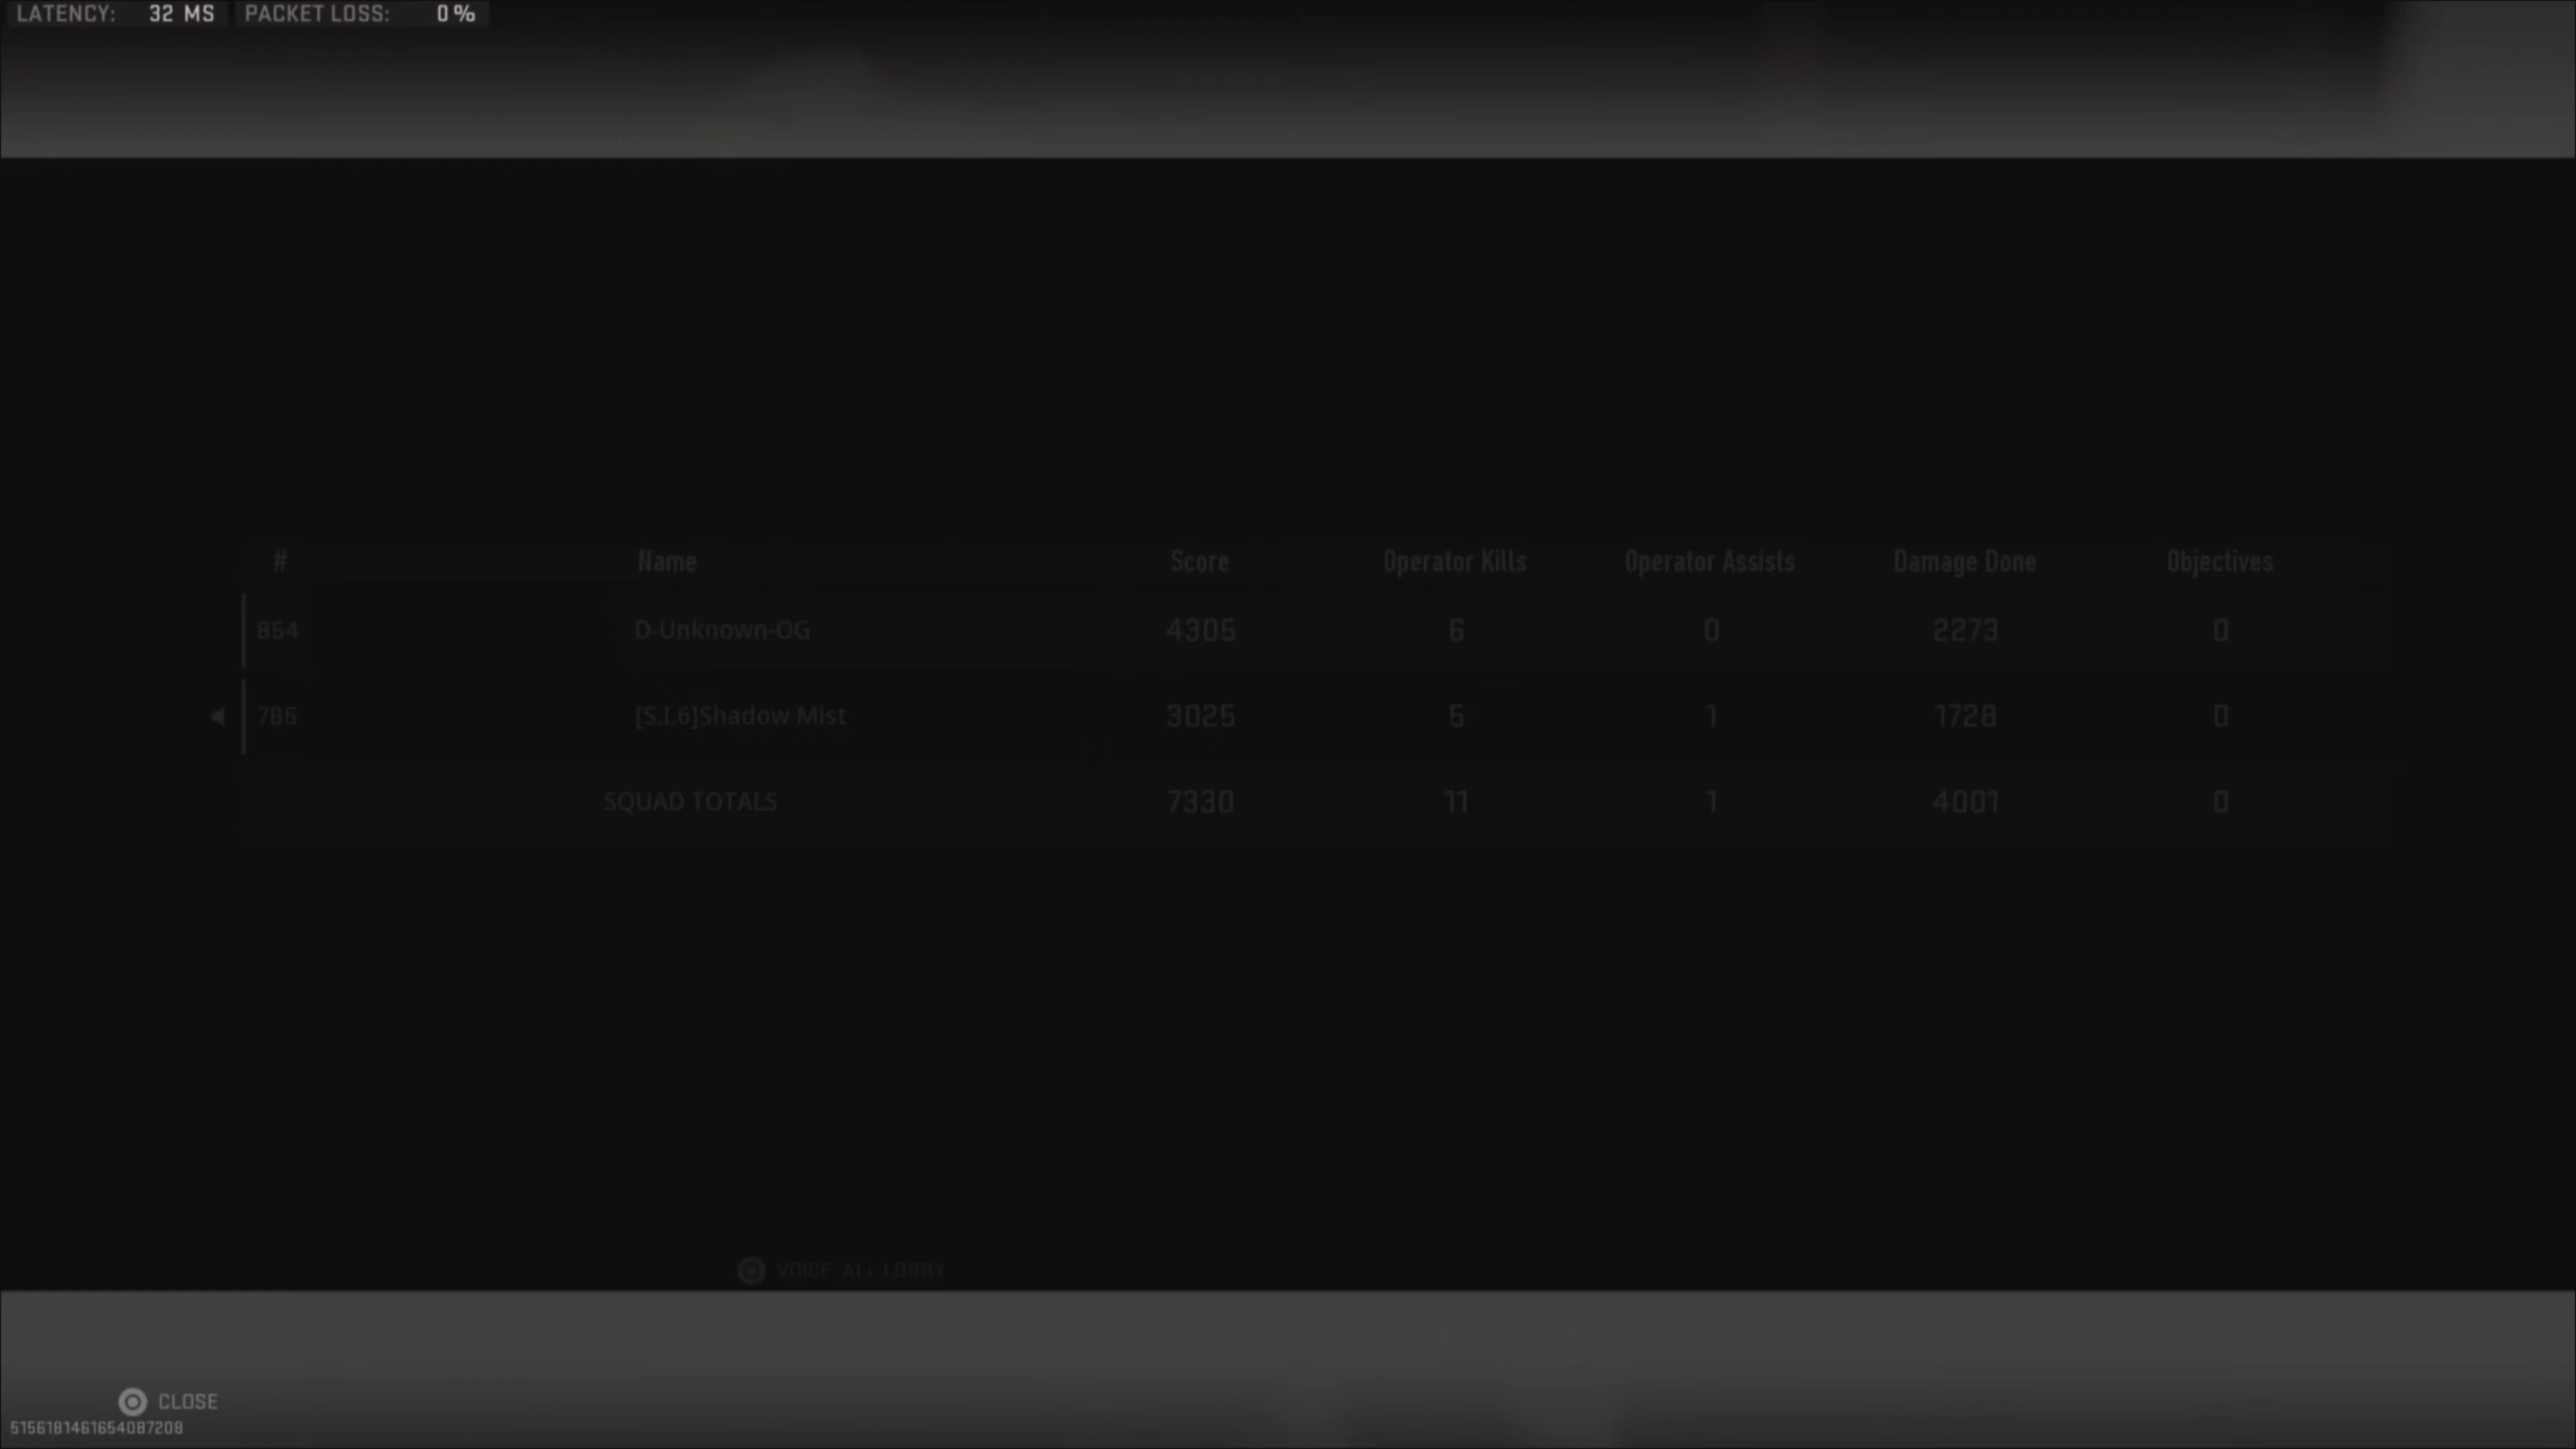 LATENCY: 32 MS PACKET LOSS: 0%
# Name Score Operator Kills Operator Assists Damage Done Objectives
854 D-Unknown-OG 4305 6 0 2273 0
785 [S.I.6]Shadow Mist 3025 5 1 1728 0
SQUAD TOTALS 7330 11 1 4001 0
VOICE: ALL LOBBY
CLOSE
5156181461654087208